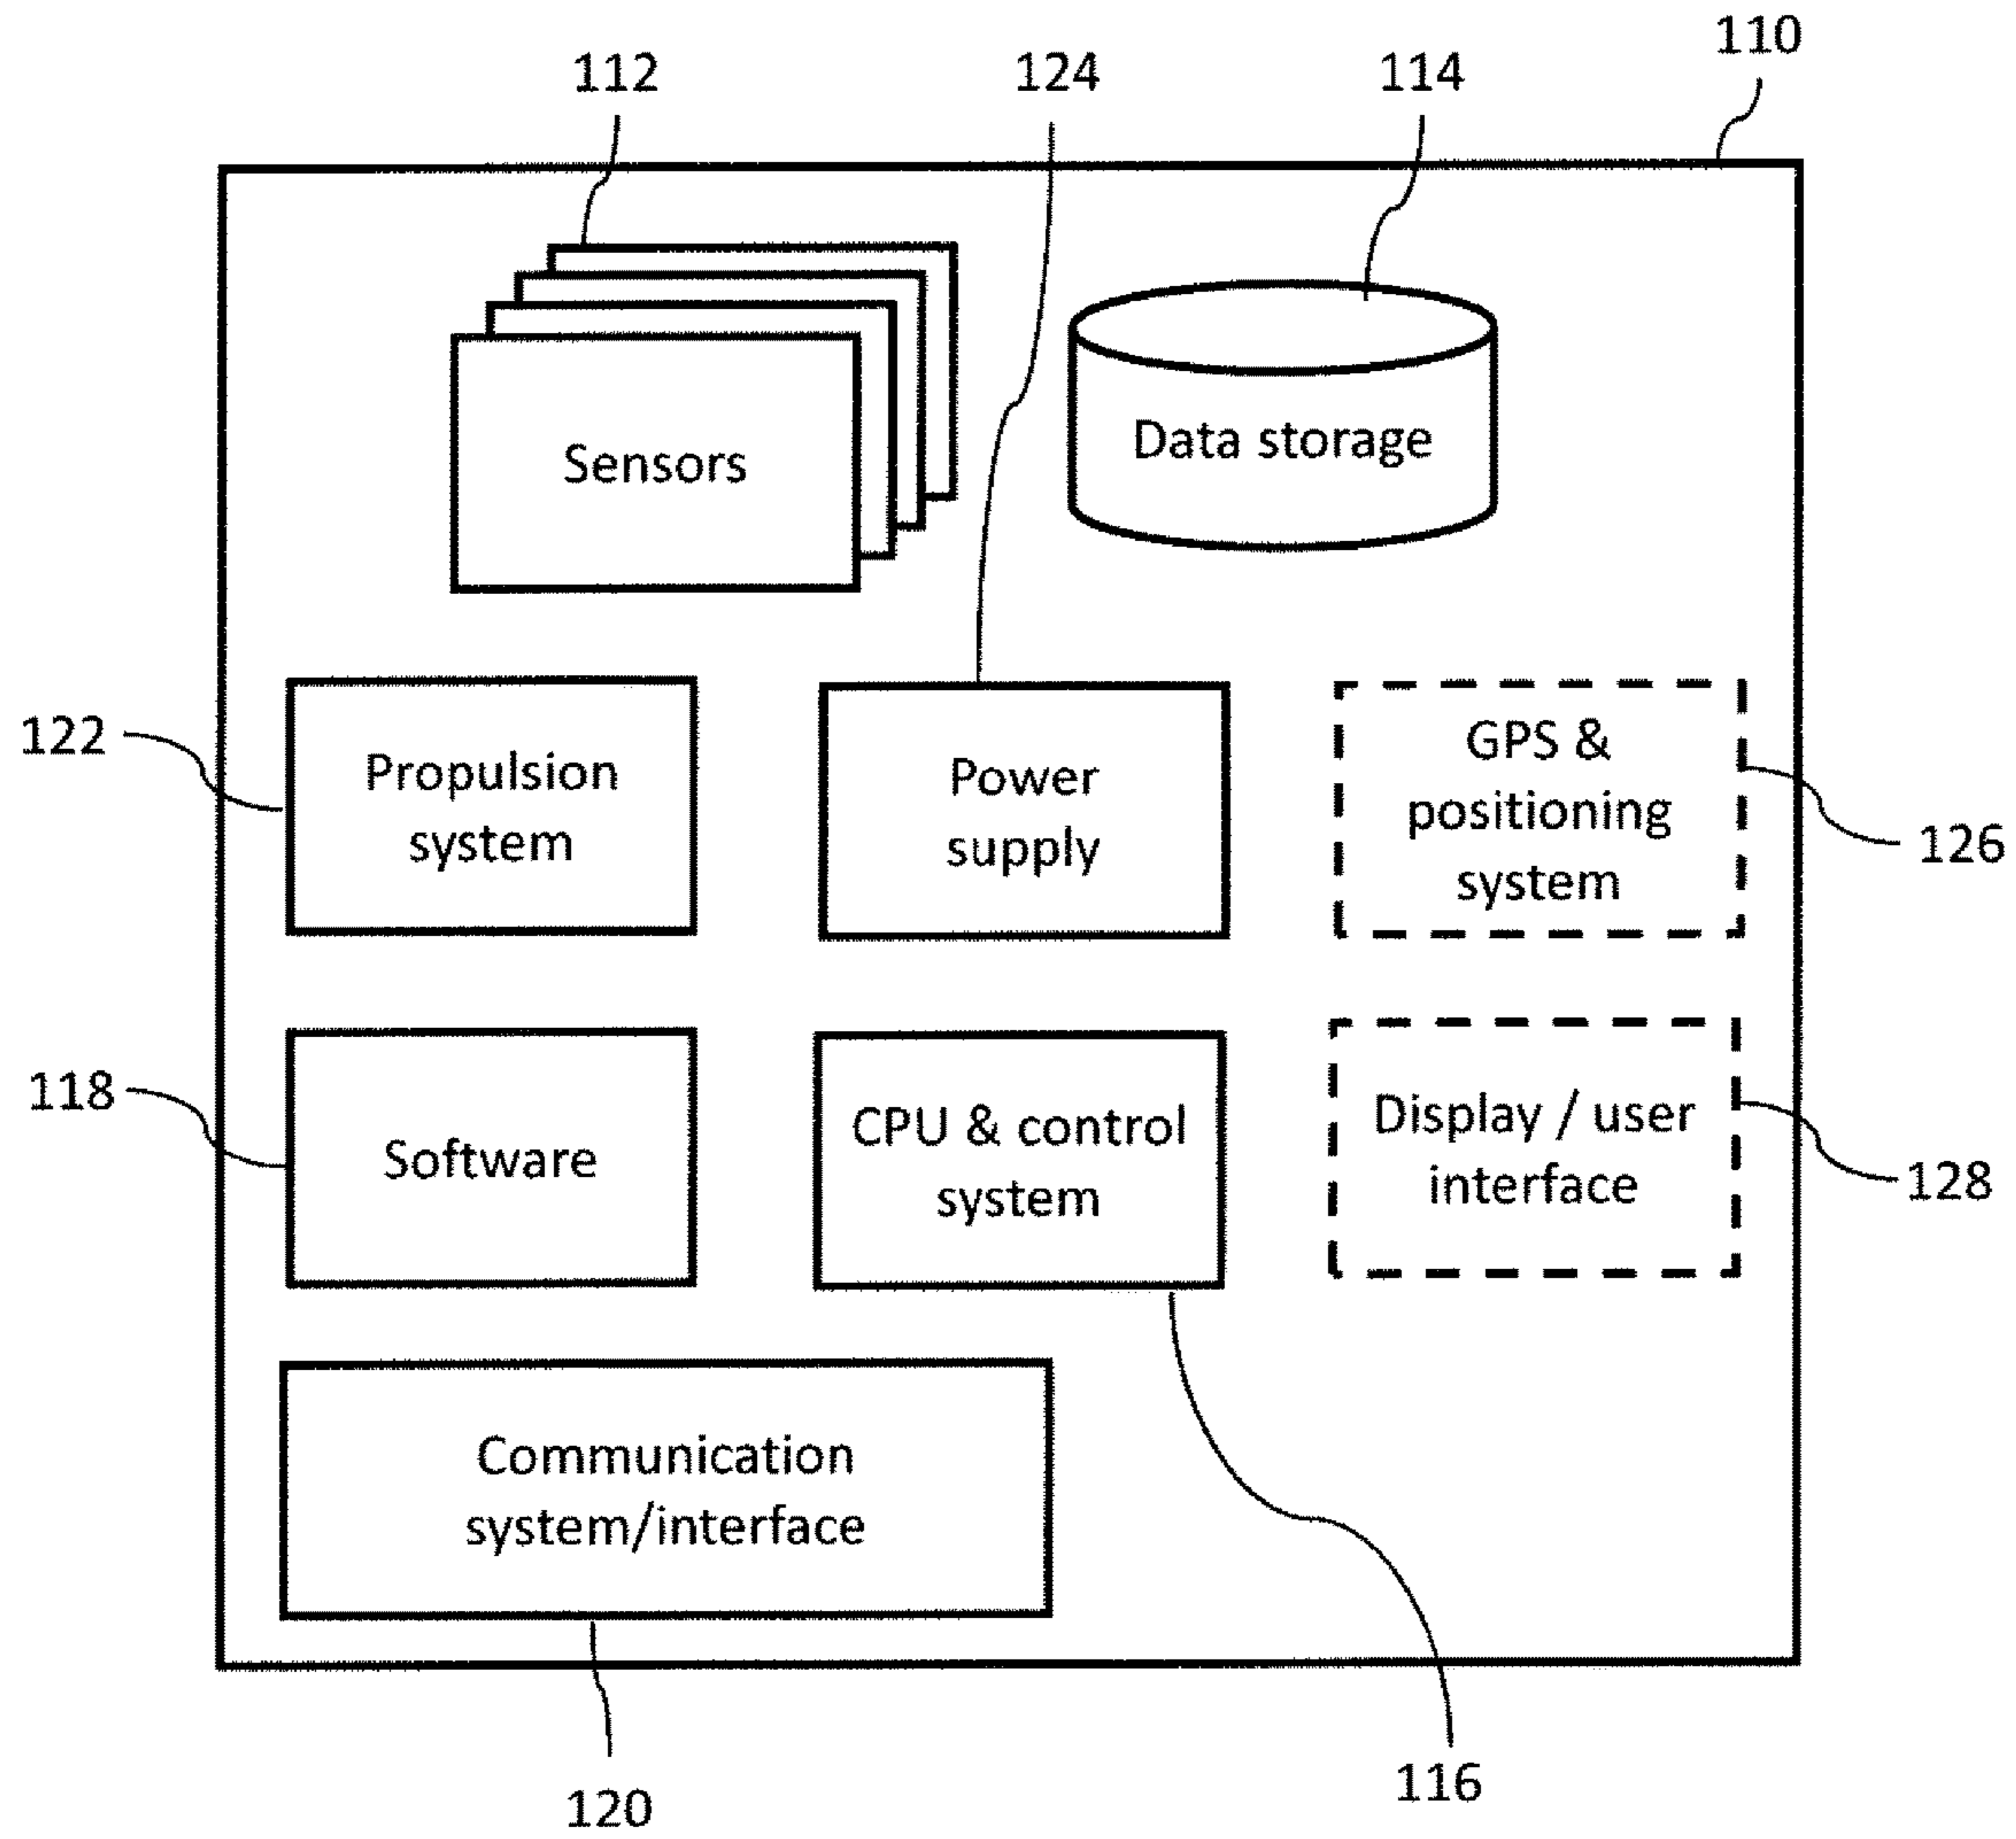 110
112
124
114
Sensors
Data storage
122
Propulsion
system
Power
supply
GPS &
positioning
system
126
118
Software
CPU & control
system
Display / user
interface
128
Communication
system/interface
116
120